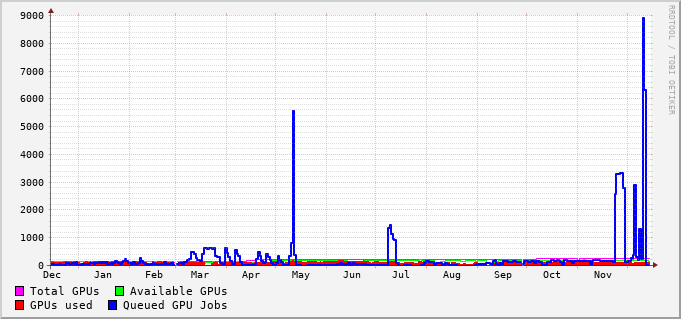 9000
8000
7000
6000
5000
4000
3000
2000
1000
0
Dec Jan Feb Mar Apr May Jun Jul Aug Sep Oct Nov
Total GPUs Available GPUs
GPUs used Queued GPU Jobs
RRDTOOL / TOBI OETIKER